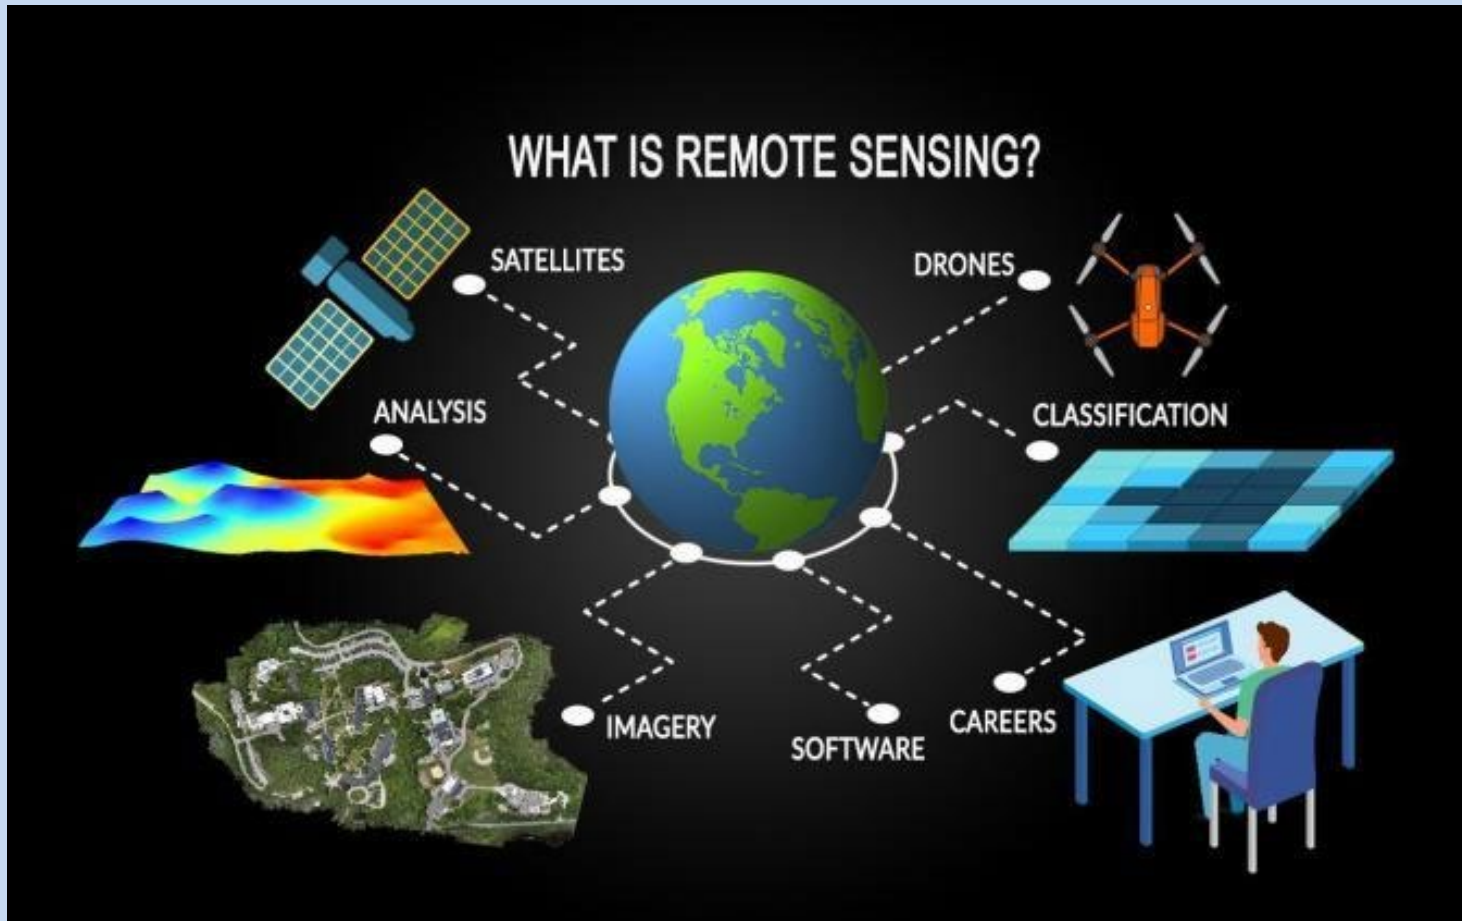 WHAT IS REMOTE SENSING?
SATELLITES
DRONES
ANALYSIS
CLASSIFICATION
IMAGERY
SOFTWARE
CAREERS